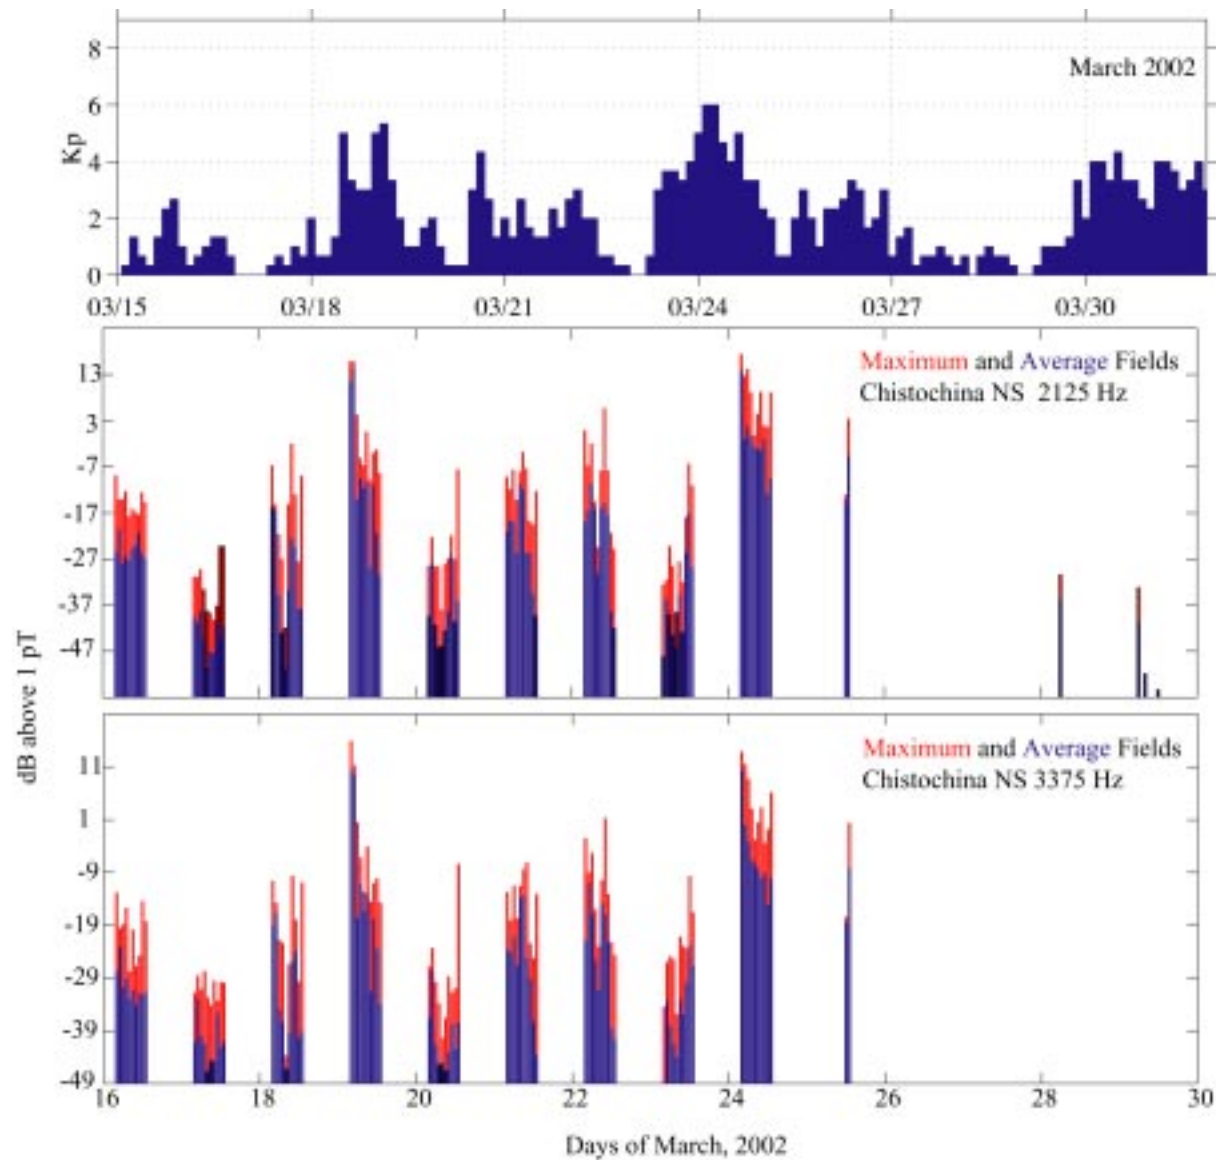 8
6
4
2
0
Kp
March 2002
03/15 03/18 03/21 03/24 03/27 03/30
Maximum and Average Fields
Chistochina NS 2125 Hz
13
3
-7
-17
-27
-37
-47
dB above 1 pT
Maximum and Average Fields
Chistochina NS 3375 Hz
11
1
-9
-19
-29
-39
-49
16 18 20 22 24 26 28 30
Days of March, 2002